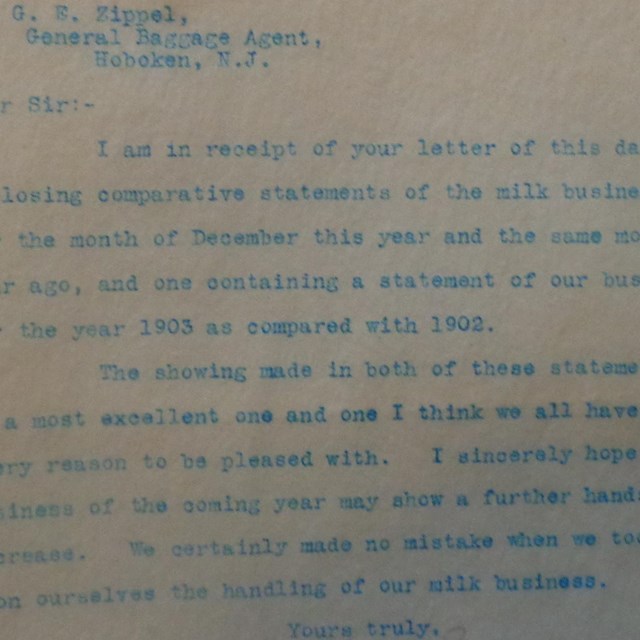 G. E. Zippel,
General Baggage Agent,
Hoboken, N.J.
r Sir:-
I am in receipt of your letter of this da
losing comparative statements of the milk busine
the month of December this year and the same mo
r ago, and one containing a statement of our bus
the year 1903 as compared with 1902.
The showing made in both of these stateme
a most excellent one and one I think we all have
ery reason to be pleased with. I sincerely hope
siness of the coming year may show a further hands
crease. We certainly made no mistake when we too
on ourselves the handling of our milk business.
Yours truly,